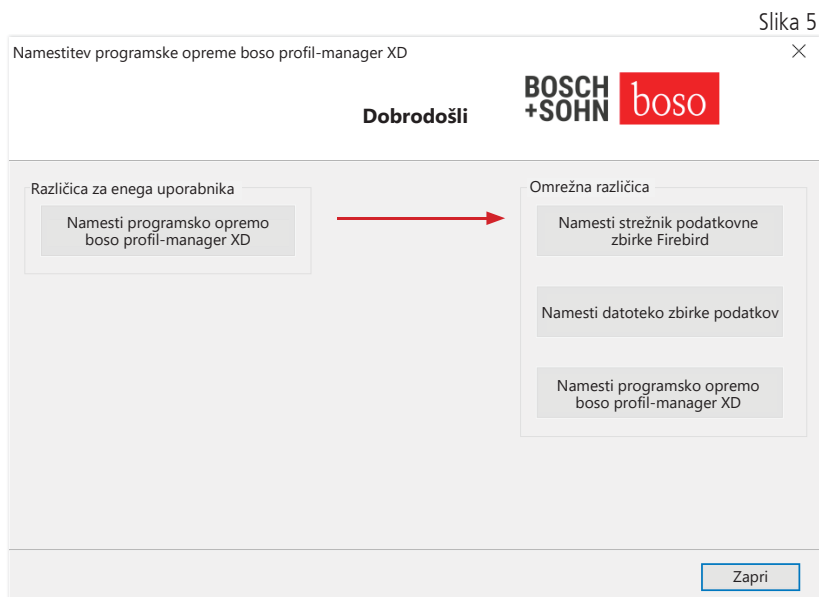 Slika 5
Namestitev programske opreme boso profil-manager XD
Dobrodošli
BOSCH
+SOHN
boso
Različica za enega uporabnika
Namesti programsko opremo
boso profil-manager XD
Omrežna različica
Namesti strežnik podatkovne
zbirke Firebird
Namesti datoteko zbirke podatkov
Namesti programsko opremo
boso profil-manager XD
Zapri